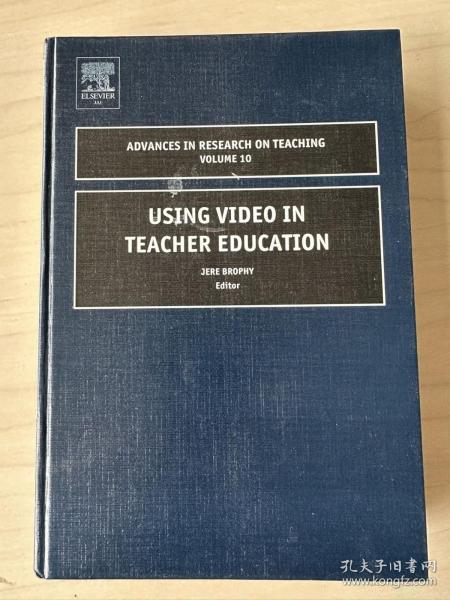 ELSEVIER
JAI
ADVANCES IN RESEARCH ON TEACHING
VOLUME 10
USING VIDEO IN
TEACHER EDUCATION
JERE BROPHY
Editor
孔夫子旧书网
www.kongfz.com